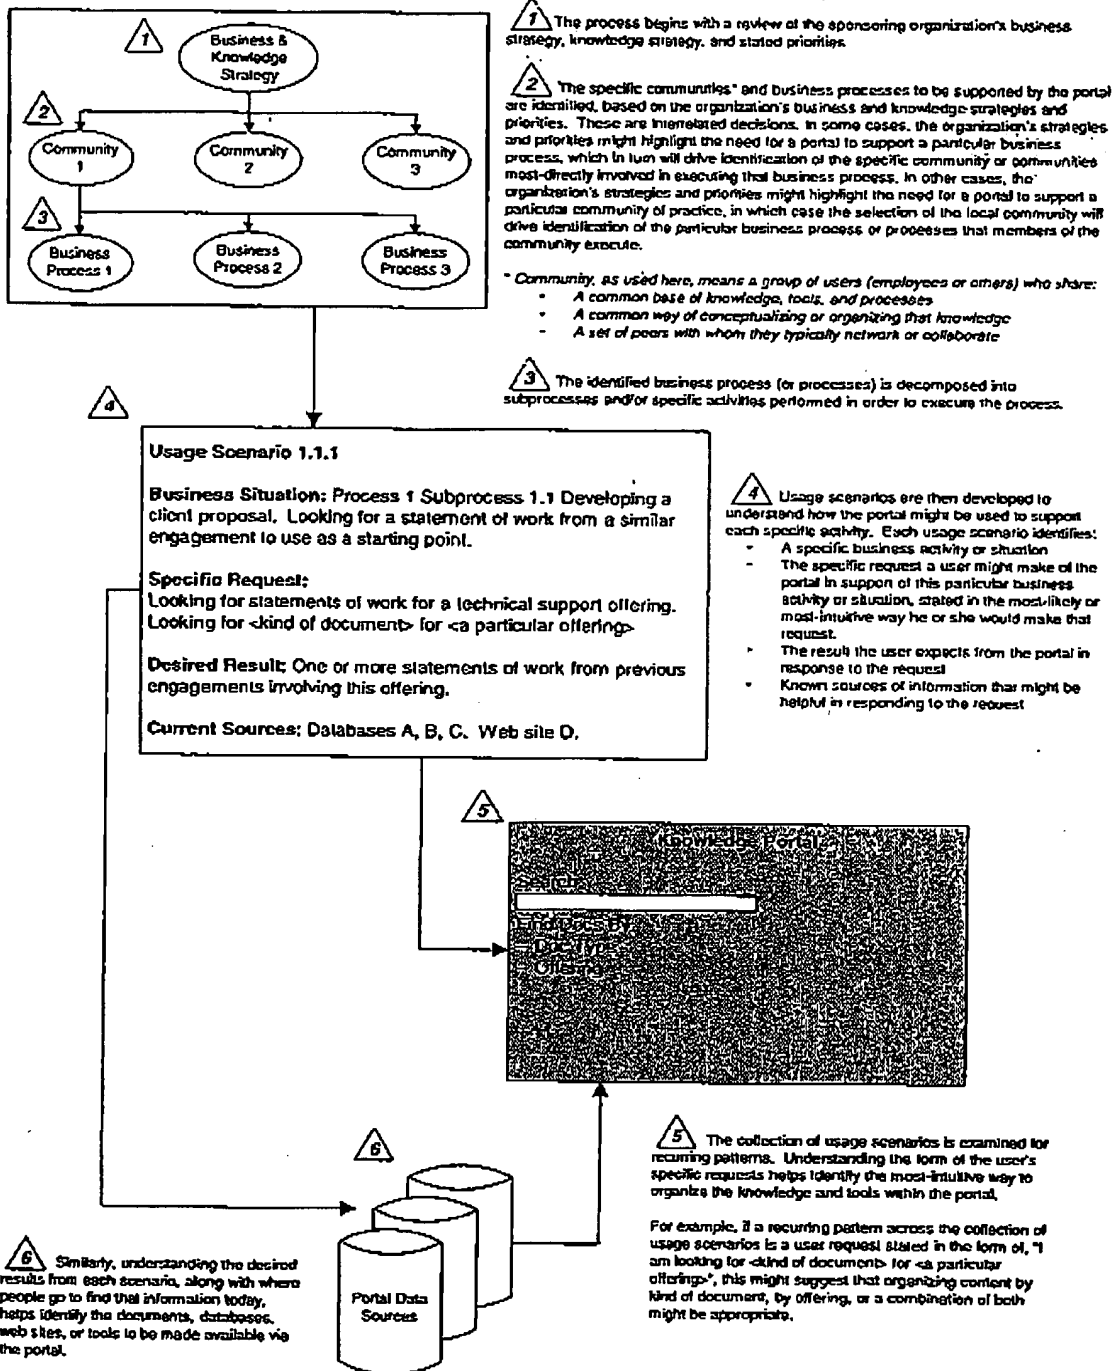 1
Business &
Knowledge
Strategy
2
Community
1
Community
2
Community
3
3
Business
Process 1
Business
Process 2
Business
Process 3
1 The process begins with a review of the sponsoring organization's business
strategy, knowledge strategy, and stated priorities
2 The specific communities* and business processes to be supported by the portal
are identified, based on the organization's business and knowledge strategies and
priorities. These are interrelated decisions. In some cases, the organization's strategies
and priorities might highlight the need for a portal to support a particular business
process, which in turn will drive identification of the specific community or communities
most-directly involved in executing that business process. In other cases, the
organization's strategies and priorities might highlight the need for a portal to support a
particular community of practice, in which case the selection of the local community will
drive identification of the particular business process or processes that members of the
community execute.
* Community, as used here, means a group of users (employees or others) who share:
- A common base of knowledge, tools, and processes
- A common way of conceptualizing or organizing that knowledge
- A set of peers with whom they typically network or collaborate
3 The identified business process (or processes) is decomposed into
subprocesses and/or specific activities performed in order to execute the process.
4
Usage Scenario 1.1.1
Business Situation: Process 1 Subprocess 1.1 Developing a
client proposal. Looking for a statement of work from a similar
engagement to use as a starting point.
Specific Request:
Looking for statements of work for a technical support offering.
Looking for <kind of document> for <a particular offering>
Desired Result: One or more statements of work from previous
engagements involving this offering.
Current Sources: Databases A, B, C. Web site D.
4 Usage scenarios are then developed to
understand how the portal might be used to support
each specific activity. Each usage scenario identifies:
- A specific business activity or situation
- The specific request a user might make of the
portal in support of this particular business
activity or situation, stated in the most-likely or
most-intuitive way he or she would make that
request.
- The result the user expects from the portal in
response to the request
- Known sources of information that might be
helpful in responding to the request
5
Knowledge Portal
Search
Find Docs By
- Doc Typ
- Offering
6
Portal Data
Sources
5 The collection of usage scenarios is examined for
recurring patterns. Understanding the form of the user's
specific requests helps identify the most-intuitive way to
organize the knowledge and tools within the portal.
For example, if a recurring pattern across the collection of
usage scenarios is a user request stated in the form of, "I
am looking for <kind of document> for <a particular
offering>", this might suggest that organizing content by
kind of document, by offering, or a combination of both
might be appropriate.
6 Similarly, understanding the desired
results from each scenario, along with where
people go to find that information today,
helps identify the documents, databases,
web sites, or tools to be made available via
the portal.